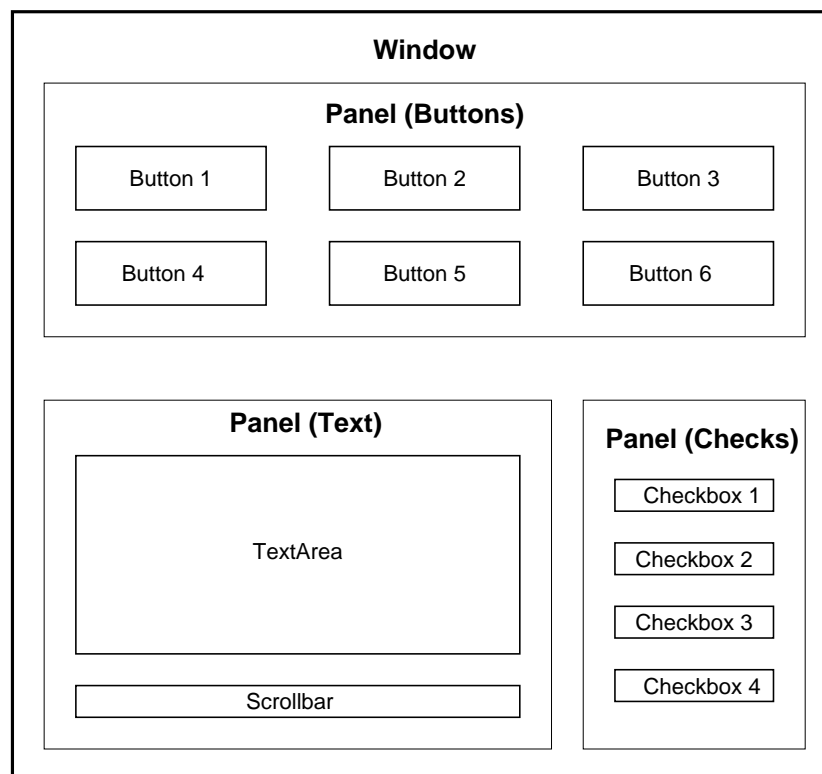 Window
Panel (Buttons)
Button 1
Button 2
Button 3
Button 4
Button 5
Button 6
Panel (Text)
TextArea
Scrollbar
Panel (Checks)
Checkbox 1
Checkbox 2
Checkbox 3
Checkbox 4